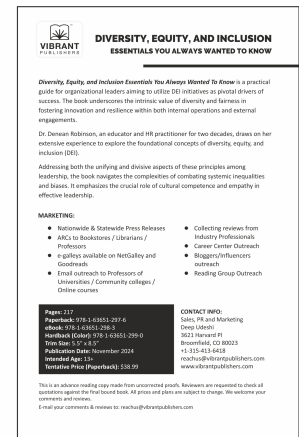 VIBRANT
PUBLISHERS
DIVERSITY, EQUITY, AND INCLUSION
ESSENTIALS YOU ALWAYS WANTED TO KNOW
Diversity, Equity, and Inclusion Essentials You Always Wanted To Know is a practical
guide for organizational leaders aiming to utilize DEI initiatives as pivotal drivers of
success. The book underscores the intrinsic value of diversity and fairness in
fostering innovation and resilience within both internal operations and external
engagements.
Dr. Denean Robinson, an educator and HR practitioner for two decades, draws on her
extensive experience to explore the foundational concepts of diversity, equity, and
inclusion (DEI).
Addressing both the unifying and divisive aspects of these principles among
leadership, the book navigates the complexities of combating systemic inequalities
and biases. It emphasizes the crucial role of cultural competence and empathy in
effective leadership.
MARKETING:
● Nationwide & Statewide Press Releases
● ARCs to Bookstores / Librarians /
Professors
● e-galleys available on NetGalley and
Goodreads
● Email outreach to Professors of
Universities / Community colleges /
Online courses
● Collecting reviews from
Industry Professionals
● Career Center Outreach
● Bloggers/Influencers
outreach
● Reading Group Outreach
Pages: 217
Paperback: 978-1-63651-297-6
eBook: 978-1-63651-298-3
Hardback (Color): 978-1-63651-299-0
Trim Size: 5.5" x 8.5"
Publication Date: November 2024
Intended Age: 13+
Tentative Price (Paperback): $38.99
CONTACT INFO:
Sales, PR and Marketing
Deep Udeshi
3621 Harvard Pl
Broomfield, CO 80023
+1-315-413-6418
reachus@vibrantpublishers.com
www.vibrantpublishers.com
This is an advance reading copy made from uncorrected proofs. Reviewers are requested to check all
quotations against the final bound book. All prices and plans are subject to change. We welcome your
comments and reviews.
E-mail your comments & reviews to: reachus@vibrantpublishers.com